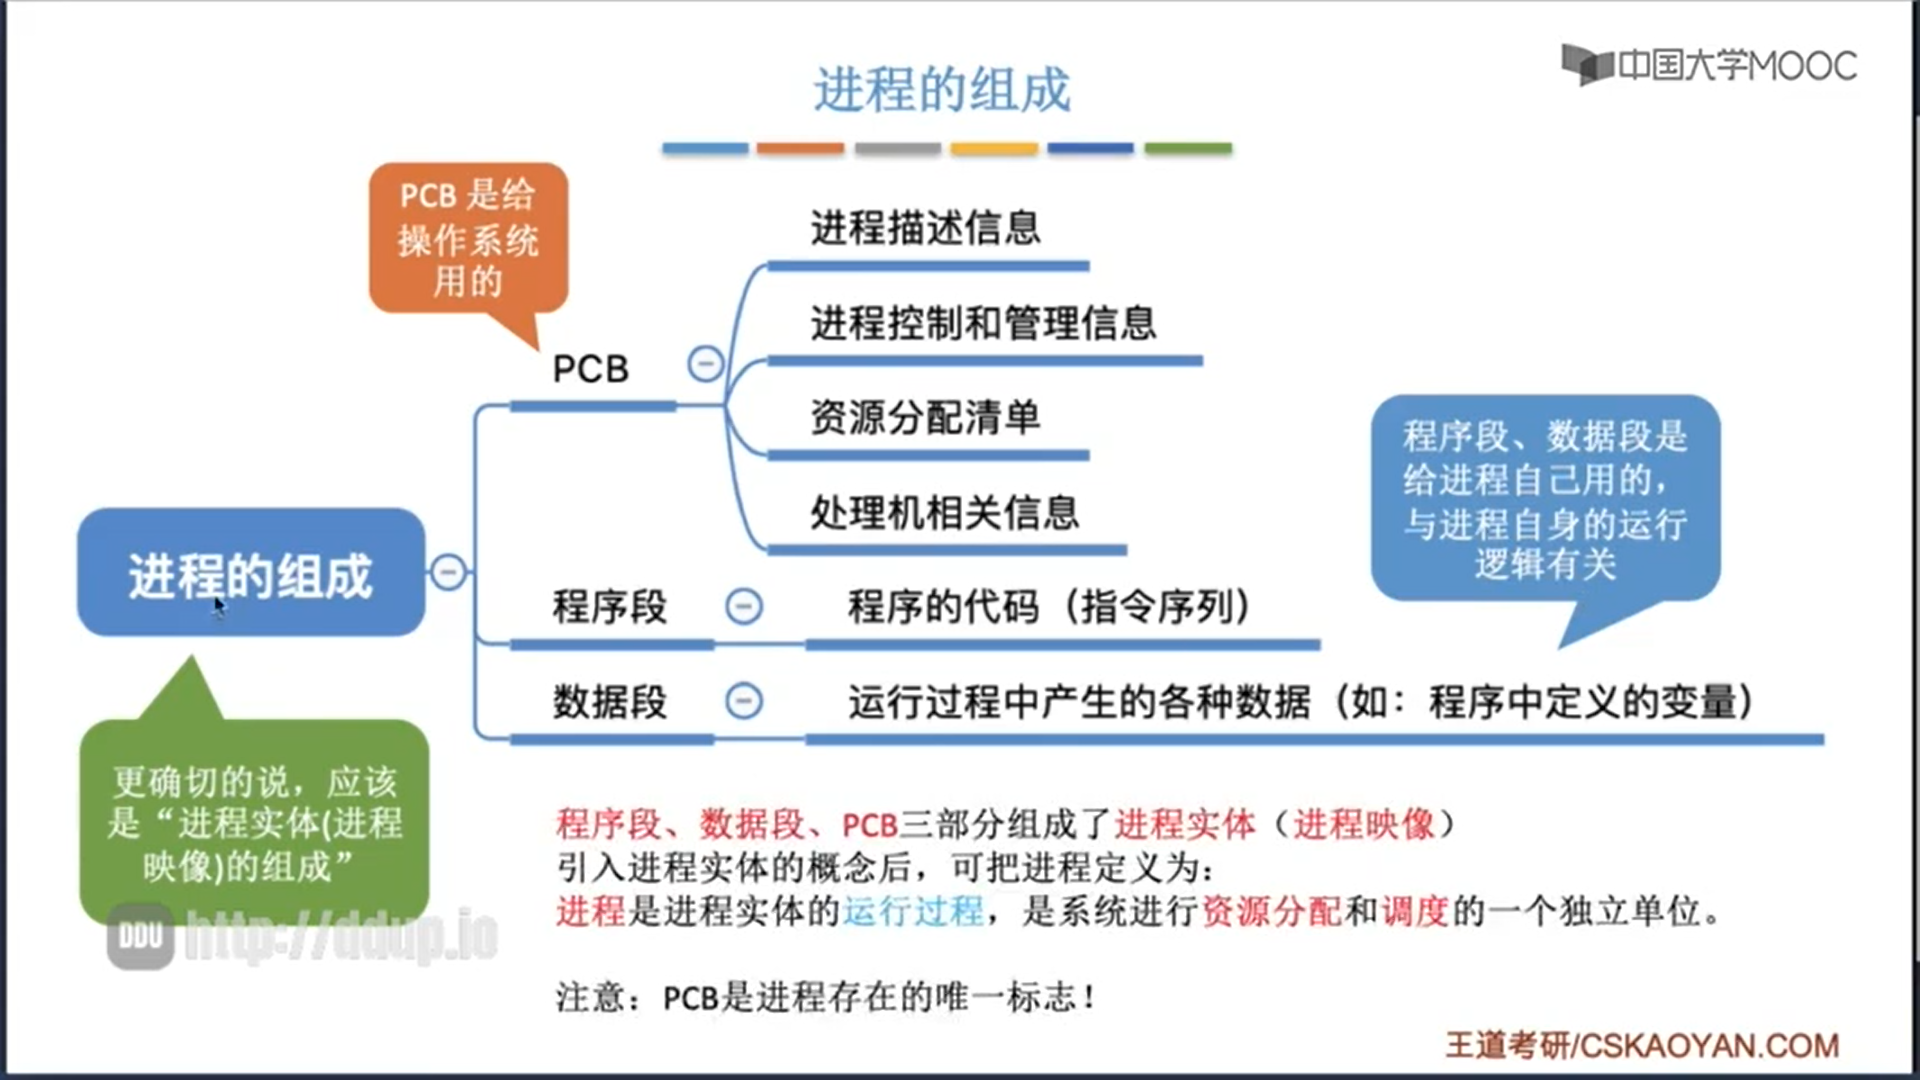 中国大学MOOC
进程的组成
PCB 是给
操作系统
用的
进程描述信息
进程控制和管理信息
PCB
资源分配清单
处理机相关信息
程序段、数据段是
给进程自己用的，
与进程自身的运行
逻辑有关
进程的组成
程序段
程序的代码（指令序列）
数据段
运行过程中产生的各种数据（如：程序中定义的变量）
更确切的说，应该
是“进程实体(进程
映像)的组成”
程序段、数据段、PCB三部分组成了进程实体（进程映像）
引入进程实体的概念后，可把进程定义为：
进程是进程实体的运行过程，是系统进行资源分配和调度的一个独立单位。
DDU http://ddup.io
注意：PCB是进程存在的唯一标志！
王道考研/CSKAOYAN.COM